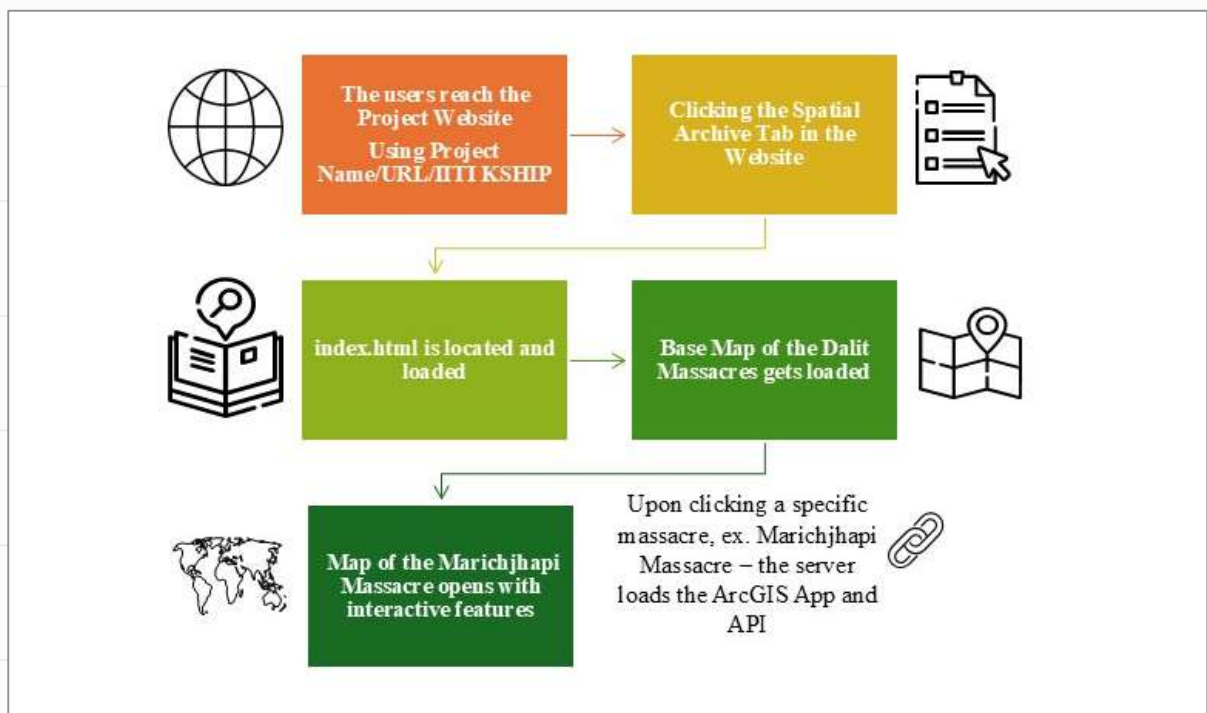 The users reach the
Project Website
Using Project
Name/URL/IITI KSHIP
Clicking the Spatial
Archive Tab in the
Website
index.html is located and
loaded
Base Map of the Dalit
Massacres gets loaded
Map of the Marichjhapi
Massacre opens with
interactive features
Upon clicking a specific
massacre, ex. Marichjhapi
Massacre – the server
loads the ArcGIS App and
API